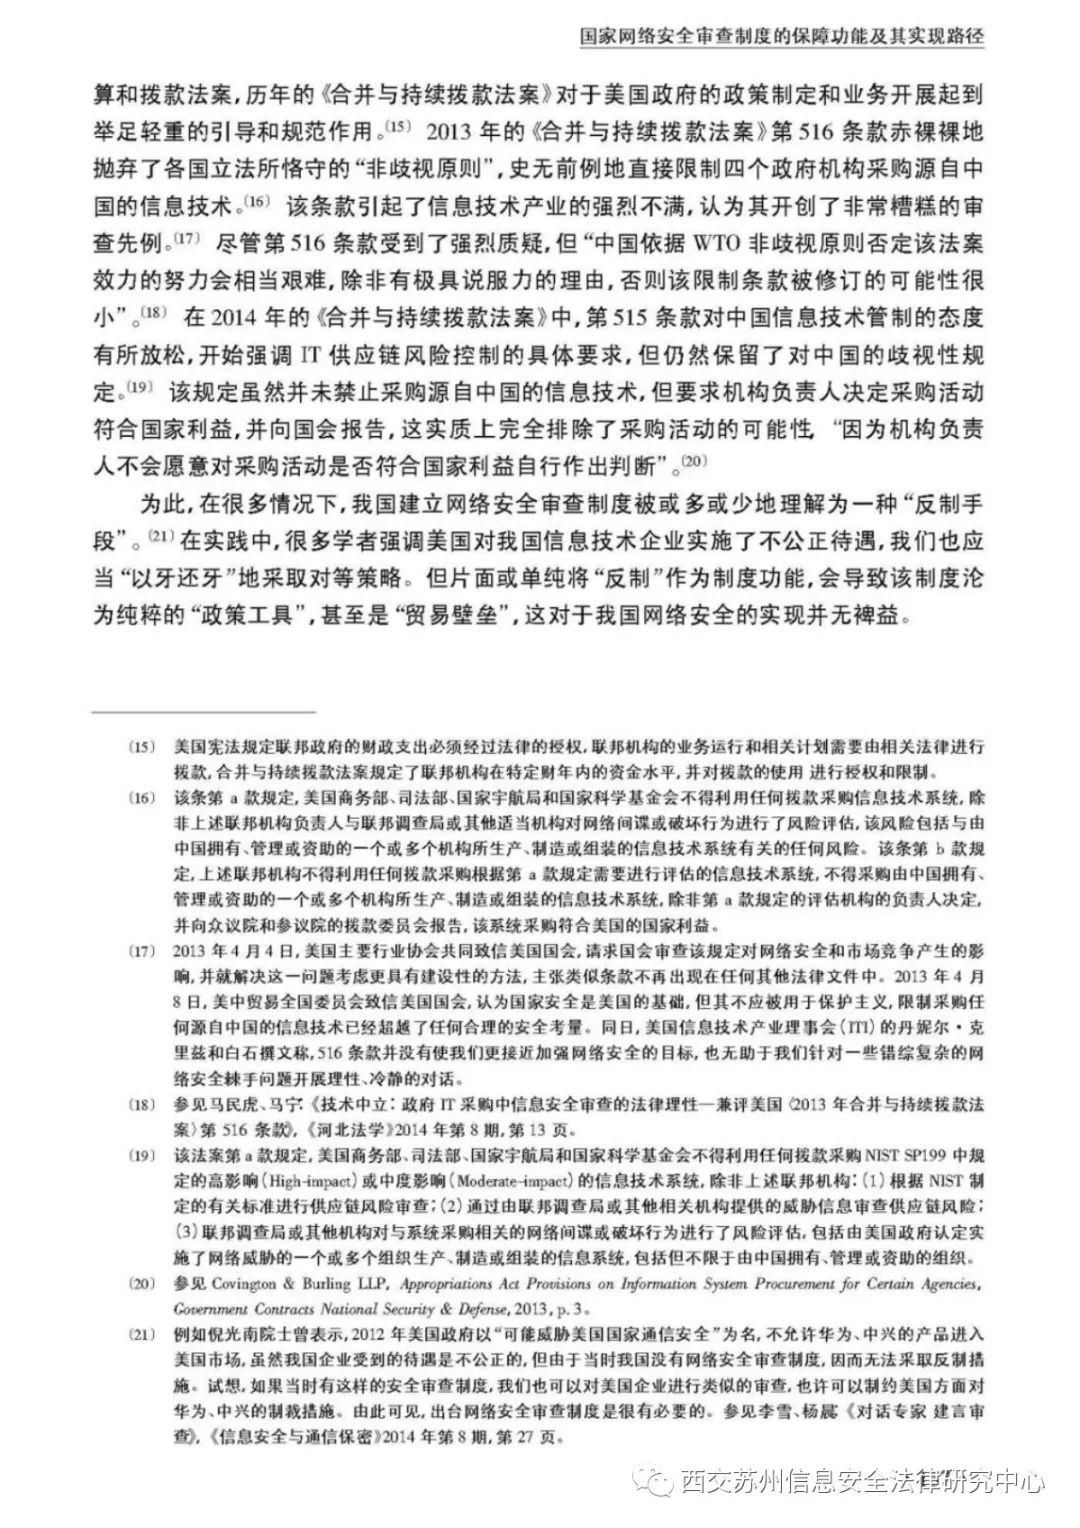 国家网络安全审查制度的保障功能及其实现路径
算和拨款法案,历年的《合并与持续拨款法案》对于美国政府的政策制定和业务开展起到
举足轻重的引导和规范作用。(15) 2013 年的《合并与持续拨款法案》第 516 条款赤裸裸地
抛弃了各国立法所恪守的“非歧视原则”,史无前例地直接限制四个政府机构采购源自中
国的信息技术。(16) 该条款引起了信息技术产业的强烈不满,认为其开创了非常糟糕的审
查先例。(17) 尽管第 516 条款受到了强烈质疑,但“中国依据 WTO 非歧视原则否定该法案
效力的努力会相当艰难,除非有极具说服力的理由,否则该限制条款被修订的可能性很
小”。(18) 在 2014 年的《合并与持续拨款法案》中,第 515 条款对中国信息技术管制的态度
有所放松,开始强调 IT 供应链风险控制的具体要求,但仍然保留了对中国的歧视性规
定。(19) 该规定虽然并未禁止采购源自中国的信息技术,但要求机构负责人决定采购活动
符合国家利益,并向国会报告,这实质上完全排除了采购活动的可能性,“因为机构负责
人不会愿意对采购活动是否符合国家利益自行作出判断”。(20)
为此,在很多情况下,我国建立网络安全审查制度被或多或少地理解为一种“反制手
段”。(21)在实践中,很多学者强调美国对我国信息技术企业实施了不公正待遇,我们也应
当“以牙还牙”地采取对等策略。但片面或单纯将“反制”作为制度功能,会导致该制度沦
为纯粹的“政策工具”,甚至是“贸易壁垒”,这对于我国网络安全的实现并无裨益。
(15) 美国宪法规定联邦政府的财政支出必须经过法律的授权,联邦机构的业务运行和相关计划需要由相关法律进行
拨款,合并与持续拨款法案规定了联邦机构在特定财年内的资金水平,并对拨款的使用 进行授权和限制。
(16) 该条第 a 款规定,美国商务部、司法部、国家宇航局和国家科学基金会不得利用任何拨款采购信息技术系统,除
非上述联邦机构负责人与联邦调查局或其他适当机构对网络间谍或破坏行为进行了风险评估,该风险包括与由
中国拥有、管理或资助的一个或多个机构所生产、制造或组装的信息技术系统有关的任何风险。该条第 b 款规
定,上述联邦机构不得利用任何拨款采购根据第 a 款规定需要进行评估的信息技术系统,不得采购由中国拥有、
管理或资助的一个或多个机构所生产、制造或组装的信息技术系统,除非第 a 款规定的评估机构的负责人决定,
并向众议院和参议院的拨款委员会报告,该系统采购符合美国的国家利益。
(17) 2013 年 4 月 4 日,美国主要行业协会共同致信美国国会,请求国会审查该规定对网络安全和市场竞争产生的影
响,并就解决这一问题考虑更具有建设性的方法,主张类似条款不再出现在任何其他法律文件中。2013 年 4 月
8 日,美中贸易全国委员会致信美国国会,认为国家安全是美国的基础,但其不应被用于保护主义,限制采购任
何源自中国的信息技术已经超越了任何合理的安全考量。同日,美国信息技术产业理事会(ITI)的丹妮尔·克
里兹和白石撰文称,516 条款并没有使我们更接近加强网络安全的目标,也无助于我们针对一些错综复杂的网
络安全棘手问题开展理性、冷静的对话。
(18) 参见马民虎、马宁:《技术中立:政府 IT 采购中信息安全审查的法律理性—兼评美国〈2013 年合并与持续拨款法
案〉第 516 条款》,《河北法学》2014 年第 8 期,第 13 页。
(19) 该法案第 a 款规定,美国商务部、司法部、国家宇航局和国家科学基金会不得利用任何拨款采购 NIST SP199 中规
定的高影响(High-impact)或中度影响(Moderate-impact)的信息技术系统,除非上述联邦机构:(1)根据 NIST 制
定的有关标准进行供应链风险审查;(2)通过由联邦调查局或其他相关机构提供的威胁信息审查供应链风险;
(3)联邦调查局或其他机构对与系统采购相关的网络间谍或破坏行为进行了风险评估,包括由美国政府认定实
施了网络威胁的一个或多个组织生产、制造或组装的信息系统,包括但不限于由中国拥有、管理或资助的组织。
(20) 参见 Covington & Burling LLP, Appropriations Act Provisions on Information System Procurement for Certain Agencies,
Government Contracts National Security & Defense, 2013, p. 3。
(21) 例如倪光南院士曾表示,2012 年美国政府以“可能威胁美国国家通信安全”为名,不允许华为、中兴的产品进入
美国市场,虽然我国企业受到的待遇是不公正的,但由于当时我国没有网络安全审查制度,因而无法采取反制措
施。试想,如果当时有这样的安全审查制度,我们也可以对美国企业进行类似的审查,也许可以制约美国方面对
华为、中兴的制裁措施。由此可见,出台网络安全审查制度是很有必要的。参见李雪、杨晨:《对话专家 建言审
查》,《信息安全与通信保密》2014 年第 8 期,第 27 页。
西交苏州信息安全法律研究中心